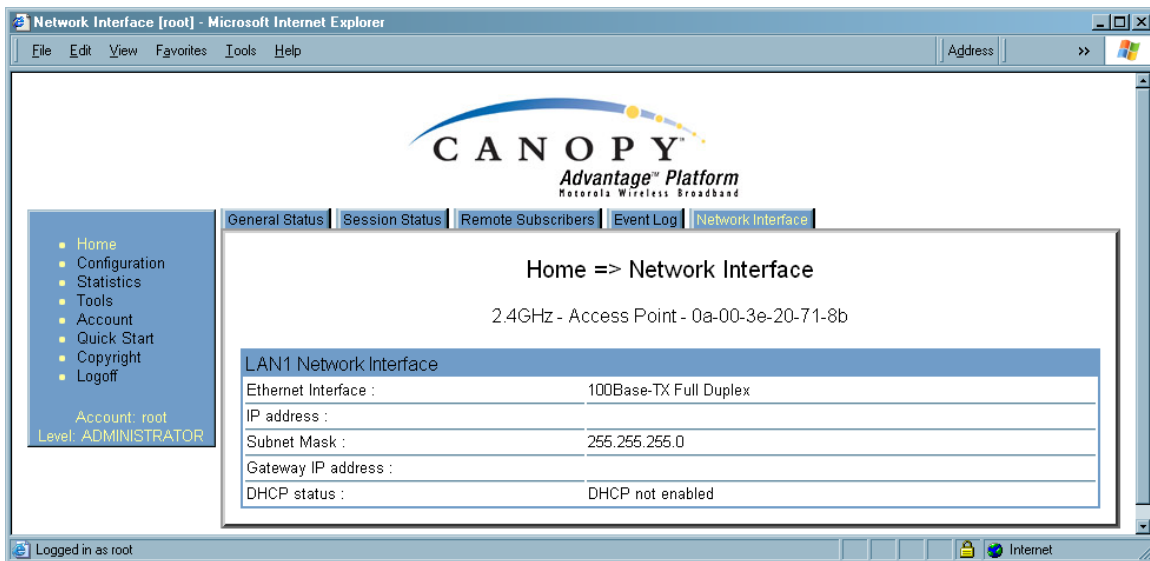 Network Interface [root] - Microsoft Internet Explorer
File Edit View Favorites Tools Help
Address »
CANOPY™
Advantage™ Platform
Motorola Wireless Broadband
General Status Session Status Remote Subscribers Event Log Network Interface
Home
Configuration
Statistics
Tools
Account
Quick Start
Copyright
Logoff
Account: root
Level: ADMINISTRATOR
Home => Network Interface
2.4GHz - Access Point - 0a-00-3e-20-71-8b
LAN1 Network Interface
Ethernet Interface : 100Base-TX Full Duplex
IP address :
Subnet Mask : 255.255.255.0
Gateway IP address :
DHCP status : DHCP not enabled
Logged in as root Internet